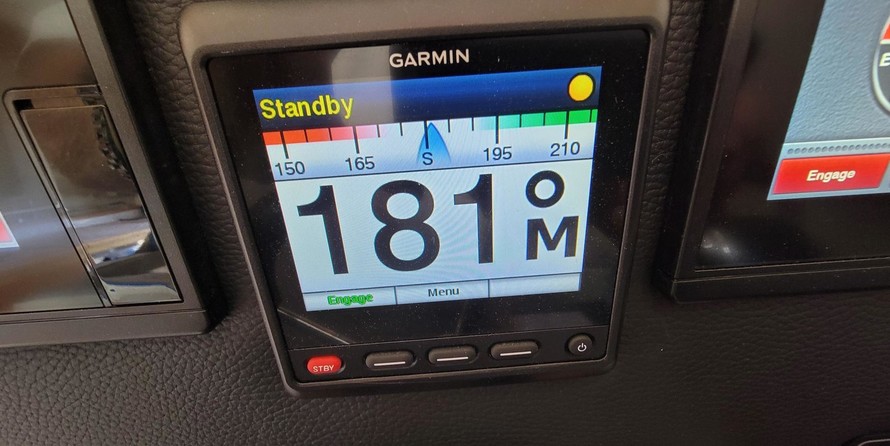 GARMIN
Standby
150 165 S 195 210
181°
M
Engage Menu
STBY
Engage